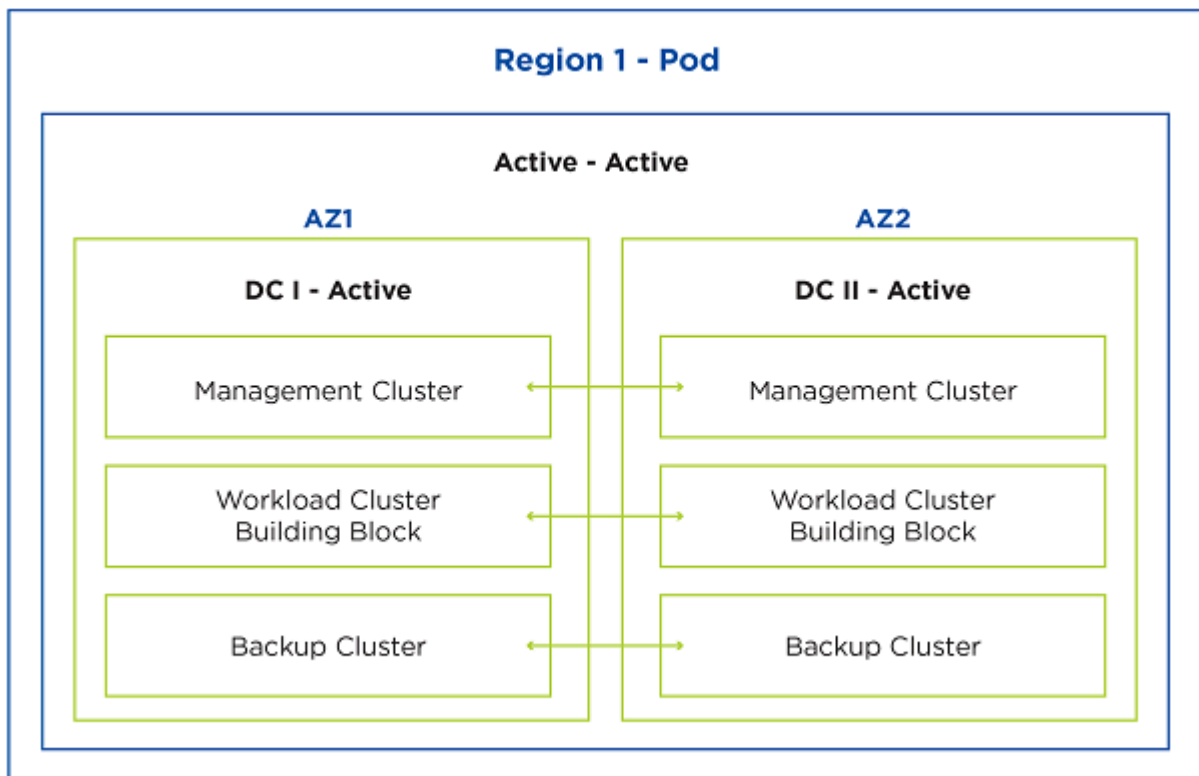 Region 1 - Pod
Active - Active
AZ1
AZ2
DC I - Active
DC II - Active
Management Cluster
Management Cluster
Workload Cluster
Building Block
Workload Cluster
Building Block
Backup Cluster
Backup Cluster